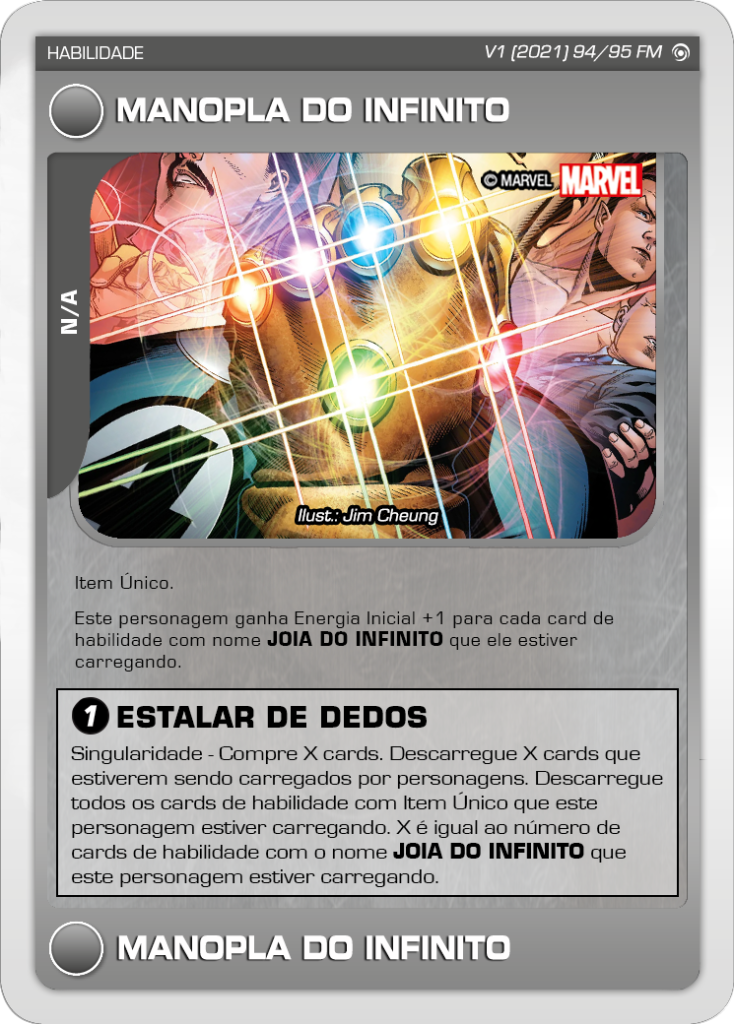 HABILIDADE
V1 (2021) 94/95 FM
MANOPLA DO INFINITO
© MARVEL MARVEL
N/A
Ilust.: Jim Cheung
Item Único.
Este personagem ganha Energia Inicial +1 para cada card de
habilidade com nome JOIA DO INFINITO que ele estiver
carregando.
1 ESTALAR DE DEDOS
Singularidade - Compre X cards. Descarregue X cards que
estiverem sendo carregados por personagens. Descarregue
todos os cards de habilidade com Item Único que este
personagem estiver carregando. X é igual ao número de
cards de habilidade com o nome JOIA DO INFINITO que
este personagem estiver carregando.
MANOPLA DO INFINITO